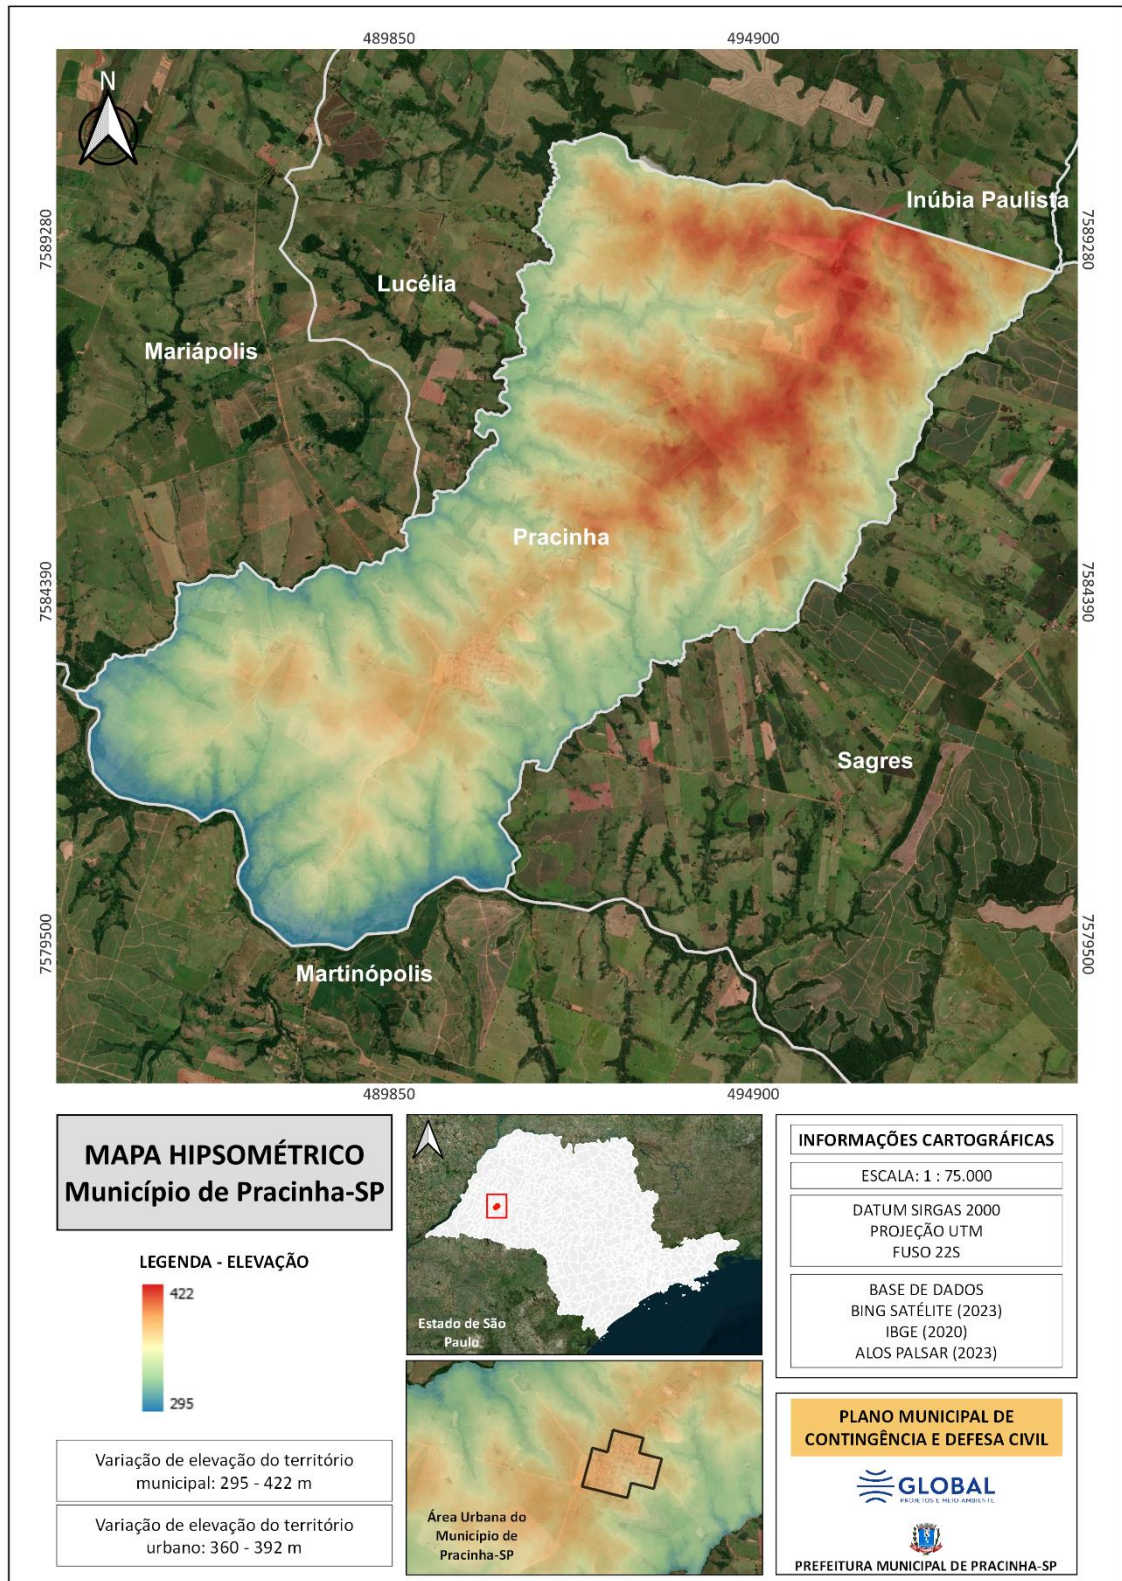 489850
494900
N
Inúbia Paulista
7589280
7589280
Lucélia
Mariápolis
Pracinha
7584390
7584390
Sagres
7579500
7579500
Martinópolis
489850
494900
MAPA HIPSOMÉTRICO
Município de Pracinha-SP
LEGENDA - ELEVAÇÃO
422
295
Variação de elevação do território
municipal: 295 - 422 m
Variação de elevação do território
urbano: 360 - 392 m
Estado de São
Paulo
Área Urbana do
Município de
Pracinha-SP
INFORMAÇÕES CARTOGRÁFICAS
ESCALA: 1 : 75.000
DATUM SIRGAS 2000
PROJEÇÃO UTM
FUSO 22S
BASE DE DADOS
BING SATÉLITE (2023)
IBGE (2020)
ALOS PALSAR (2023)
PLANO MUNICIPAL DE
CONTINGÊNCIA E DEFESA CIVIL
GLOBAL
PROJETOS E MEIO AMBIENTE
PREFEITURA MUNICIPAL DE PRACINHA-SP